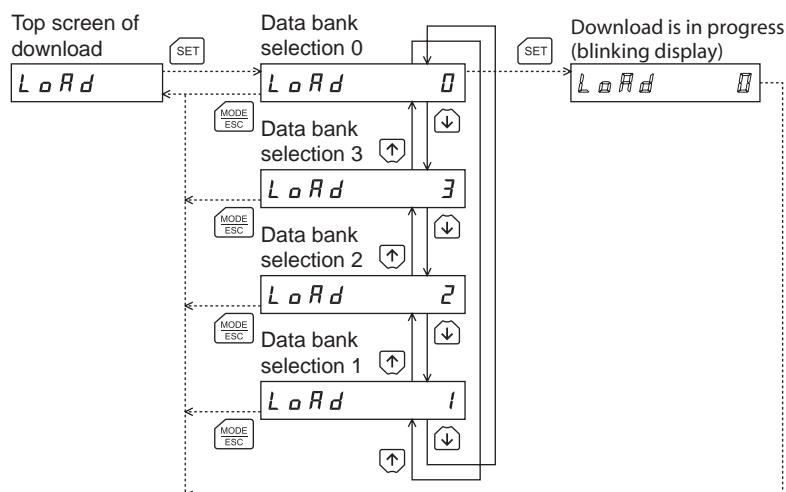 Top screen of
download
SET
LoAd
Data bank
selection 0
LoAd 0
SET
Download is in progress
(blinking display)
LoAd 0
MODE
ESC
Data bank
selection 3
LoAd 3
MODE
ESC
Data bank
selection 2
LoAd 2
MODE
ESC
Data bank
selection 1
LoAd 1
MODE
ESC